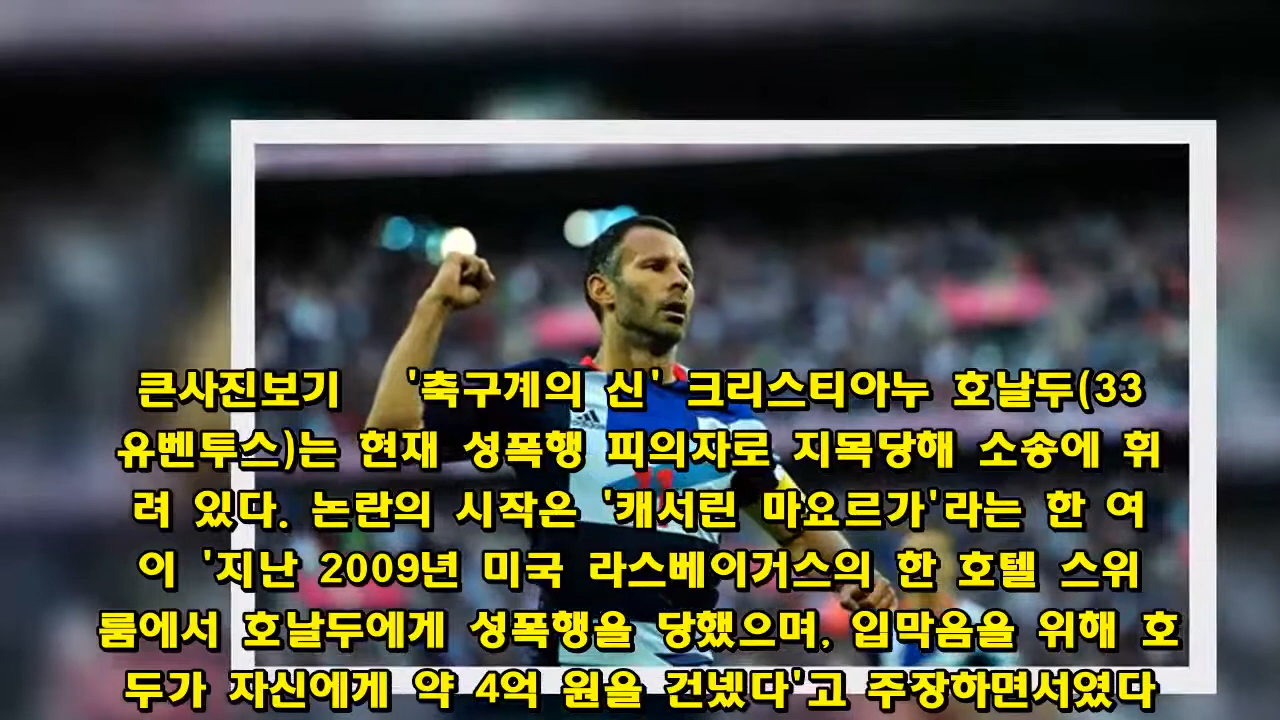 큰사진보기 '축구계의 신' 크리스티아누 호날두(33
유벤투스)는 현재 성폭행 피의자로 지목당해 소송에 휘
려 있다. 논란의 시작은 '캐서린 마요르가'라는 한 여
이 '지난 2009년 미국 라스베이거스의 한 호텔 스위
룸에서 호날두에게 성폭행을 당했으며, 입막음을 위해 호
두가 자신에게 약 4억 원을 건넸다'고 주장하면서였다
11